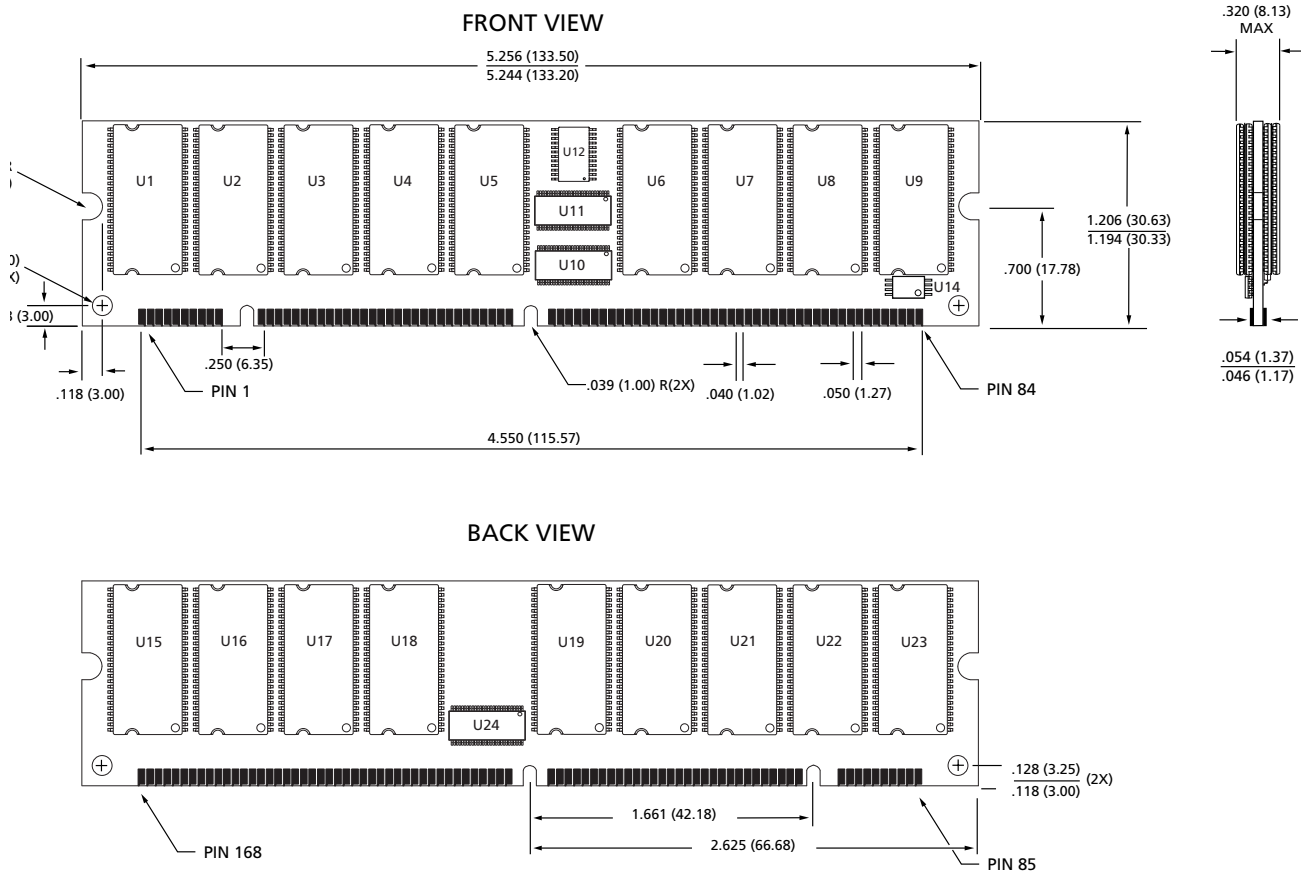 FRONT VIEW
.320 (8.13)
MAX
5.256 (133.50)
5.244 (133.20)
U1
U2
U3
U4
U5
U12
U6
U7
U8
U9
U11
U10
U14
1.206 (30.63)
1.194 (30.33)
.700 (17.78)
(3.00)
.118 (3.00)
PIN 1
.250 (6.35)
.039 (1.00) R(2X)
.040 (1.02)
.050 (1.27)
PIN 84
.054 (1.37)
.046 (1.17)
4.550 (115.57)
BACK VIEW
U15
U16
U17
U18
U19
U20
U21
U22
U23
U24
.128 (3.25)
.118 (3.00)
(2X)
1.661 (42.18)
2.625 (66.68)
PIN 168
PIN 85